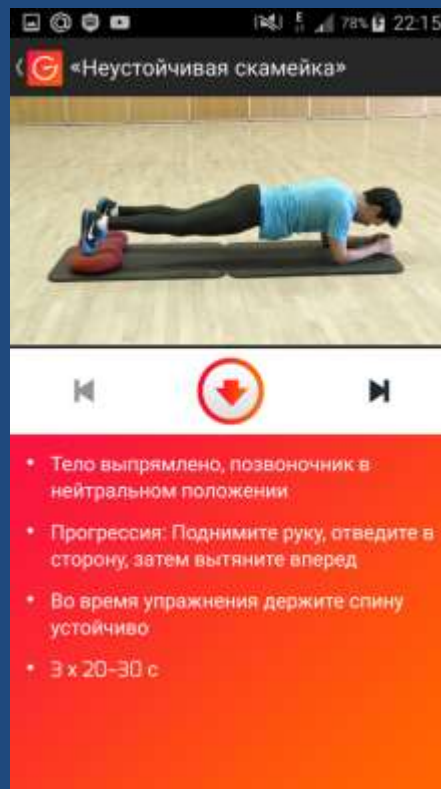 78% 22:15
«Неустойчивая скамейка»
• Тело выпрямлено, позвоночник в
нейтральном положении
• Прогрессия: Поднимите руку, отведите в
сторону, затем вытяните вперед
• Во время упражнения держите спину
устойчиво
• 3 x 20–30 с